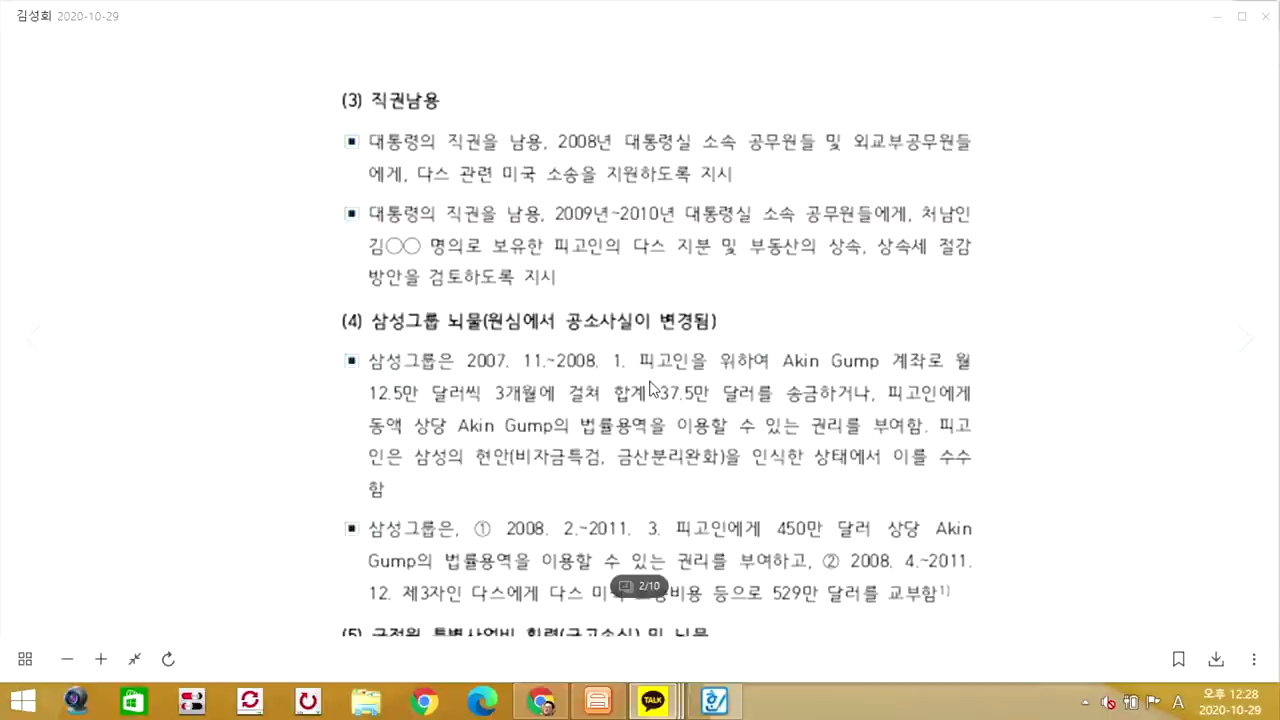 김성회 2020-10-29
(3) 직권남용
▣ 대통령의 직권을 남용, 2008년 대통령실 소속 공무원들 및 외교부공무원들
에게, 다스 관련 미국 소송을 지원하도록 지시
▣ 대통령의 직권을 남용, 2009년~2010년 대통령실 소속 공무원들에게, 처남인
김○○ 명의로 보유한 피고인의 다스 지분 및 부동산의 상속, 상속세 절감
방안을 검토하도록 지시
(4) 삼성그룹 뇌물(원심에서 공소사실이 변경됨)
▣ 삼성그룹은 2007. 11.~2008. 1. 피고인을 위하여 Akin Gump 계좌로 월
12.5만 달러씩 3개월에 걸쳐 합계 37.5만 달러를 송금하거나, 피고인에게
동액 상당 Akin Gump의 법률용역을 이용할 수 있는 권리를 부여함. 피고
인은 삼성의 현안(비자금특검, 금산분리완화)을 인식한 상태에서 이를 수수
함
▣ 삼성그룹은, ① 2008. 2.~2011. 3. 피고인에게 450만 달러 상당 Akin
Gump의 법률용역을 이용할 수 있는 권리를 부여하고, ② 2008. 4.~2011.
12. 제3자인 다스에게 다스 비용 등으로 529만 달러를 교부함1)
2/10
(5) 국정원 특별사업비 횡령(국고손실) 및 뇌물
TALK
A
오후 12:28
2020-10-29